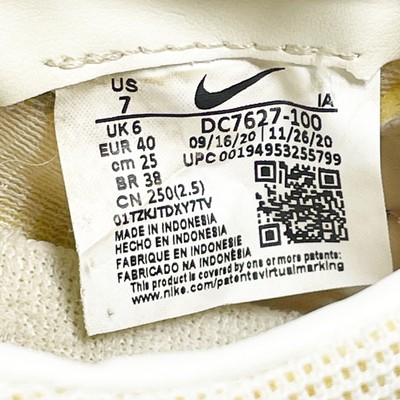 US
7
IA
UK 6
DC7627-100
EUR 40
09/16/20 | 11/26/20
cm 25
UPC 00194953255799
BR 38
CN 250(2.5)
01TZKJTDXY7TV
MADE IN INDONESIA
HECHO EN INDONESIA
FABRIQUE EN INDONESIE
FABRICADO NA INDONÉSIA
This product is covered by one or more patents:
www.nike.com/patentsvirtualmarking